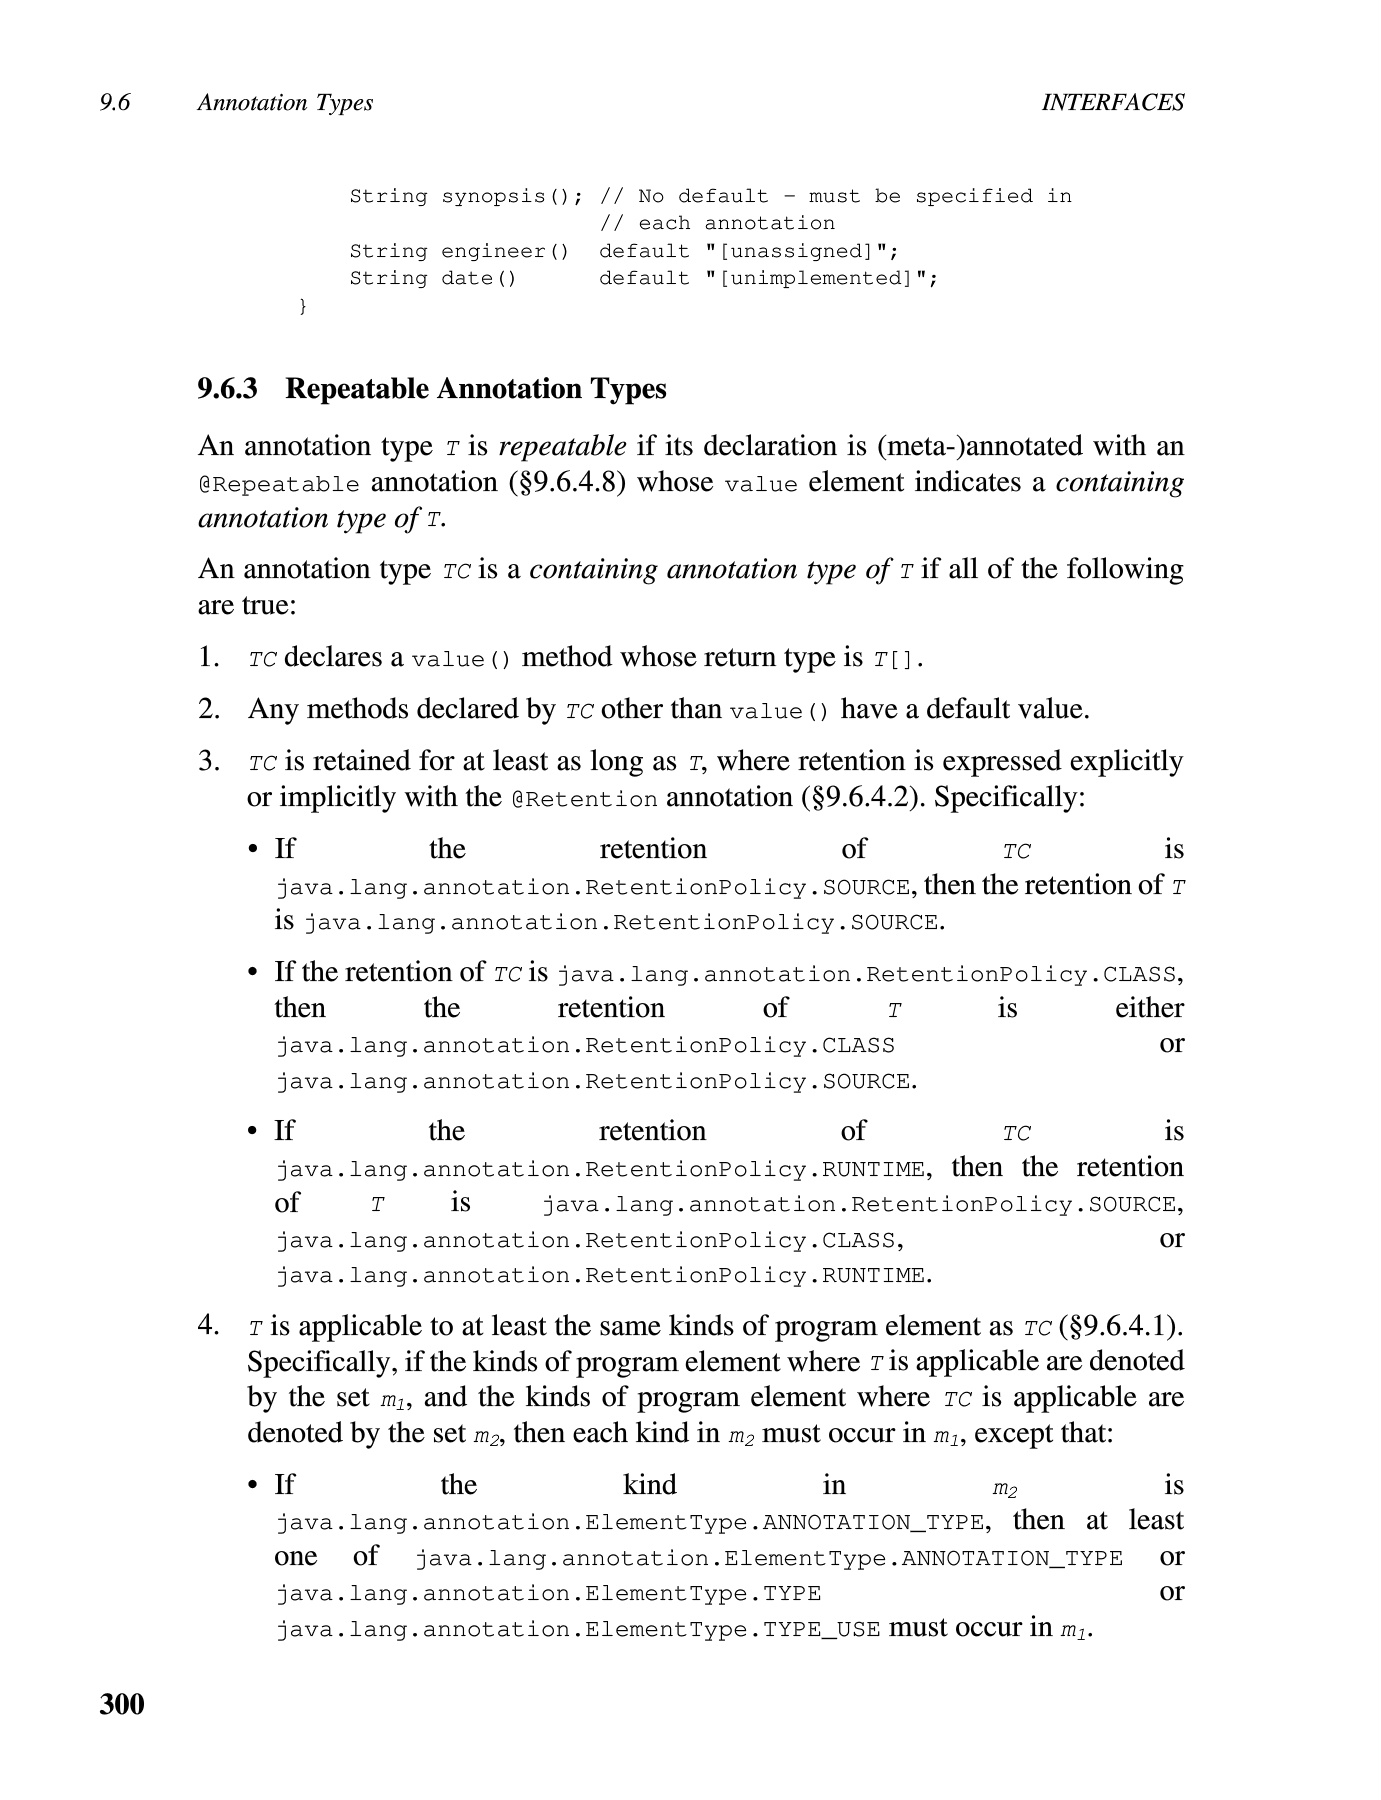 9.6 Annotation Types INTERFACES
String synopsis(); // No default - must be specified in
// each annotation
String engineer() default "[unassigned]";
String date() default "[unimplemented]";
}
9.6.3 Repeatable Annotation Types
An annotation type T is repeatable if its declaration is (meta-)annotated with an
@Repeatable annotation (§9.6.4.8) whose value element indicates a containing
annotation type of T.
An annotation type TC is a containing annotation type of T if all of the following
are true:
1. TC declares a value() method whose return type is T[].
2. Any methods declared by TC other than value() have a default value.
3. TC is retained for at least as long as T, where retention is expressed explicitly
or implicitly with the @Retention annotation (§9.6.4.2). Specifically:
• If the retention of TC is
java.lang.annotation.RetentionPolicy.SOURCE, then the retention of T
is java.lang.annotation.RetentionPolicy.SOURCE.
• If the retention of TC is java.lang.annotation.RetentionPolicy.CLASS,
then the retention of T is either
java.lang.annotation.RetentionPolicy.CLASS or
java.lang.annotation.RetentionPolicy.SOURCE.
• If the retention of TC is
java.lang.annotation.RetentionPolicy.RUNTIME, then the retention
of T is java.lang.annotation.RetentionPolicy.SOURCE,
java.lang.annotation.RetentionPolicy.CLASS, or
java.lang.annotation.RetentionPolicy.RUNTIME.
4. T is applicable to at least the same kinds of program element as TC (§9.6.4.1).
Specifically, if the kinds of program element where T is applicable are denoted
by the set m1, and the kinds of program element where TC is applicable are
denoted by the set m2, then each kind in m2 must occur in m1, except that:
• If the kind in m2 is
java.lang.annotation.ElementType.ANNOTATION_TYPE, then at least
one of java.lang.annotation.ElementType.ANNOTATION_TYPE or
java.lang.annotation.ElementType.TYPE or
java.lang.annotation.ElementType.TYPE_USE must occur in m1.
300